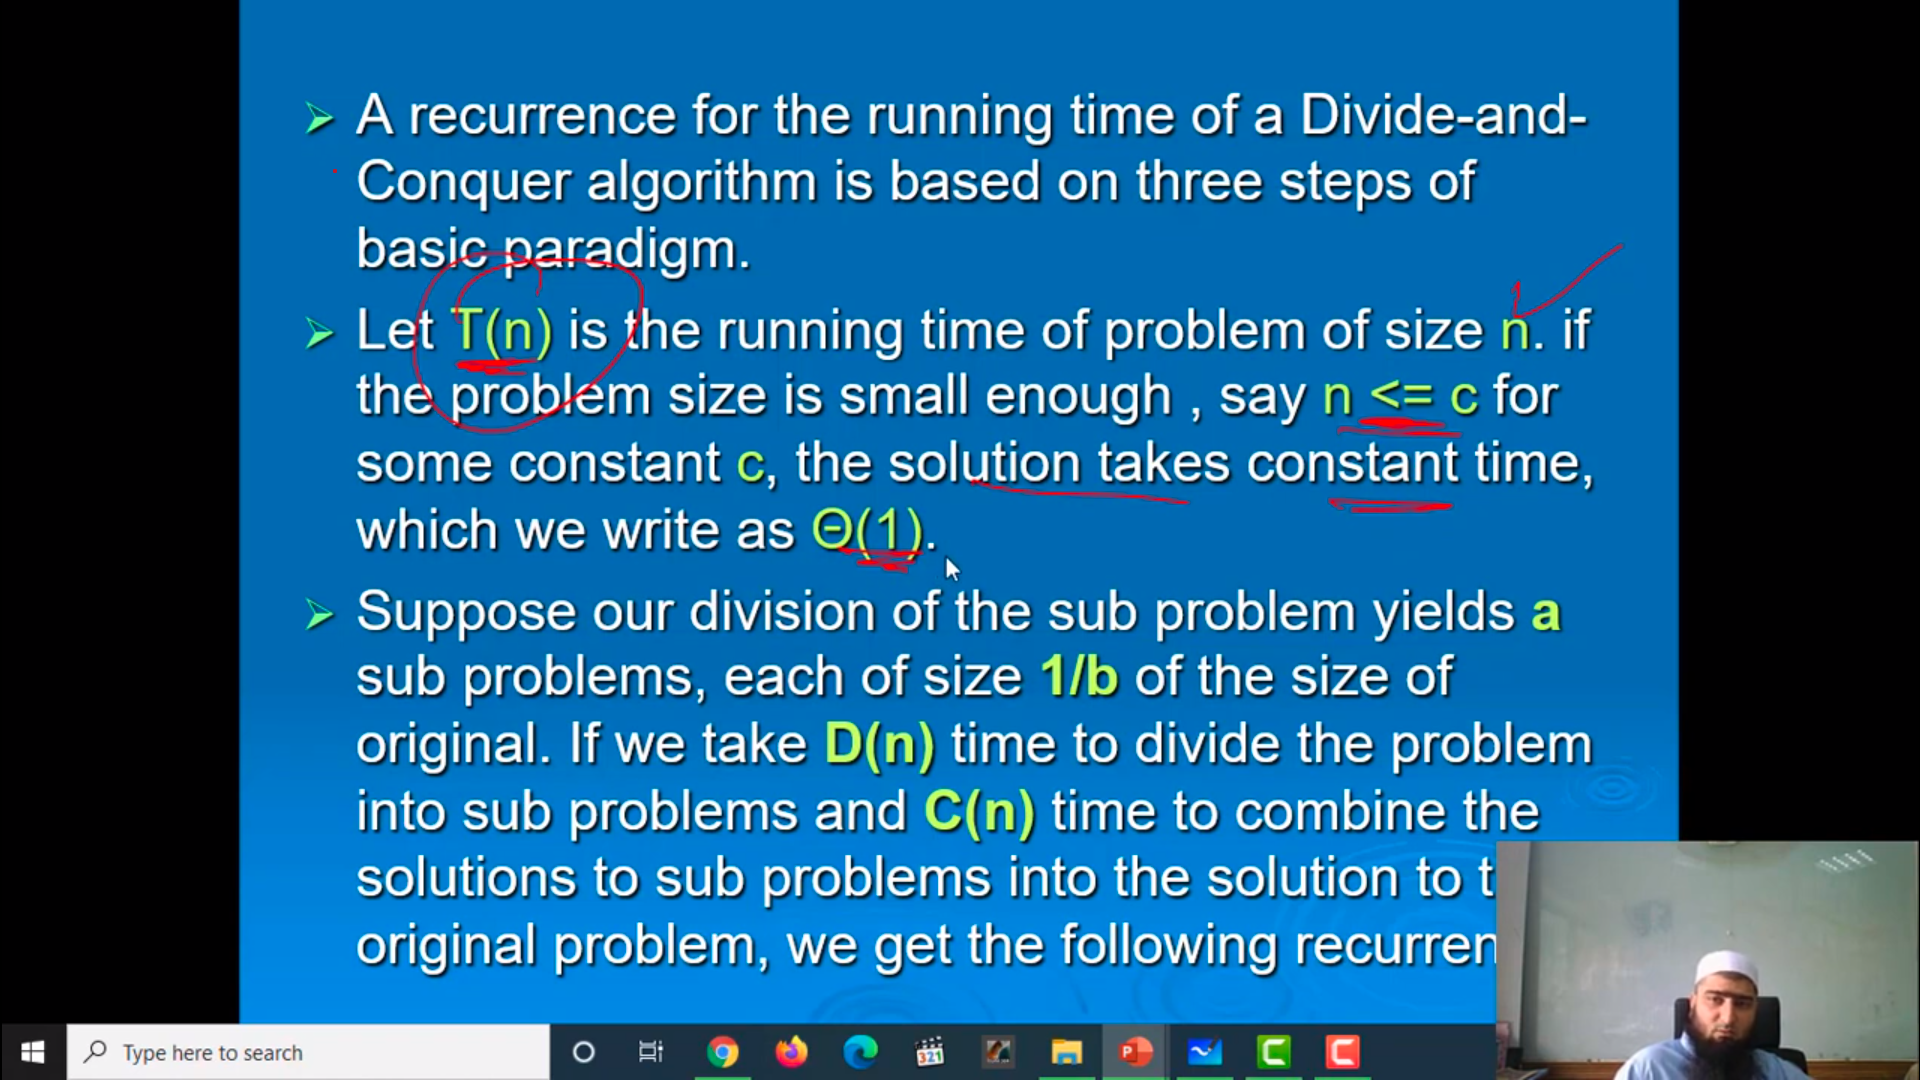 A recurrence for the running time of a Divide-and-
Conquer algorithm is based on three steps of
basic paradigm.
Let T(n) is the running time of problem of size n. if
the problem size is small enough , say n <= c for
some constant c, the solution takes constant time,
which we write as Θ(1).
Suppose our division of the sub problem yields a
sub problems, each of size 1/b of the size of
original. If we take D(n) time to divide the problem
into sub problems and C(n) time to combine the
solutions to sub problems into the solution to t
original problem, we get the following recurren
Type here to search
321